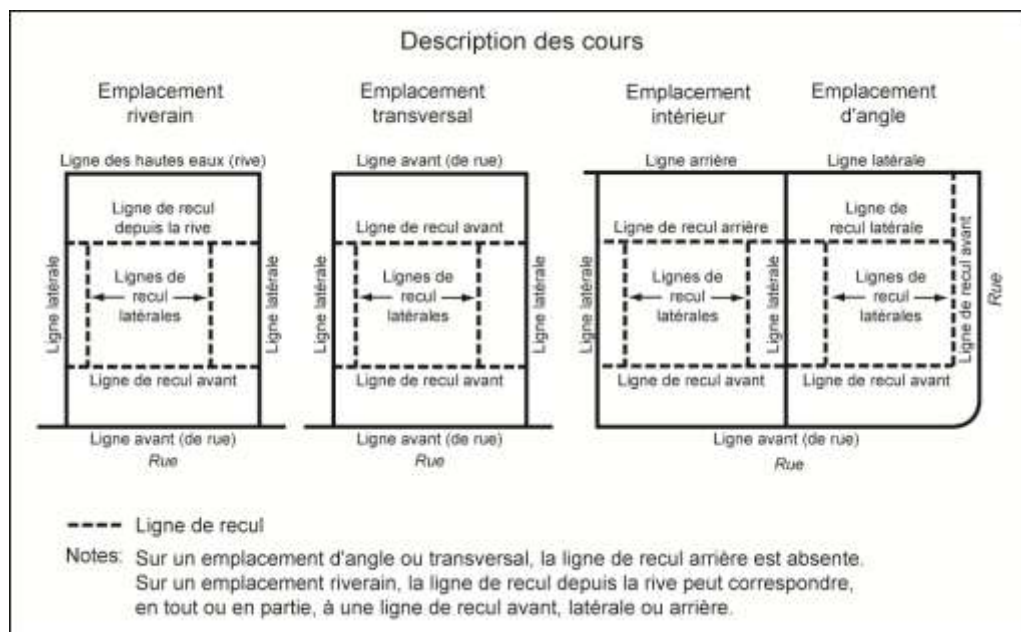 Description des cours
Emplacement
riverain
Ligne des hautes eaux (rive)
Ligne de recul
depuis la rive
Ligne latérale
Lignes de
recul
latérales
Ligne latérale
Ligne de recul avant
Ligne avant (de rue)
Rue
Emplacement
transversal
Ligne avant (de rue)
Ligne de recul avant
Ligne latérale
Lignes de
recul
latérales
Ligne latérale
Ligne de recul avant
Ligne avant (de rue)
Rue
Emplacement
intérieur
Ligne arrière
Ligne de recul arrière
Ligne latérale
Lignes de
recul
latérales
Ligne latérale
Ligne de recul avant
Emplacement
d'angle
Ligne latérale
Ligne de
recul latérale
Lignes de
recul
latérales
Ligne de recul avant
Rue
Ligne de recul avant
Ligne avant (de rue)
Rue
Ligne de recul
Notes: Sur un emplacement d'angle ou transversal, la ligne de recul arrière est absente.
Sur un emplacement riverain, la ligne de recul depuis la rive peut correspondre,
en tout ou en partie, à une ligne de recul avant, latérale ou arrière.